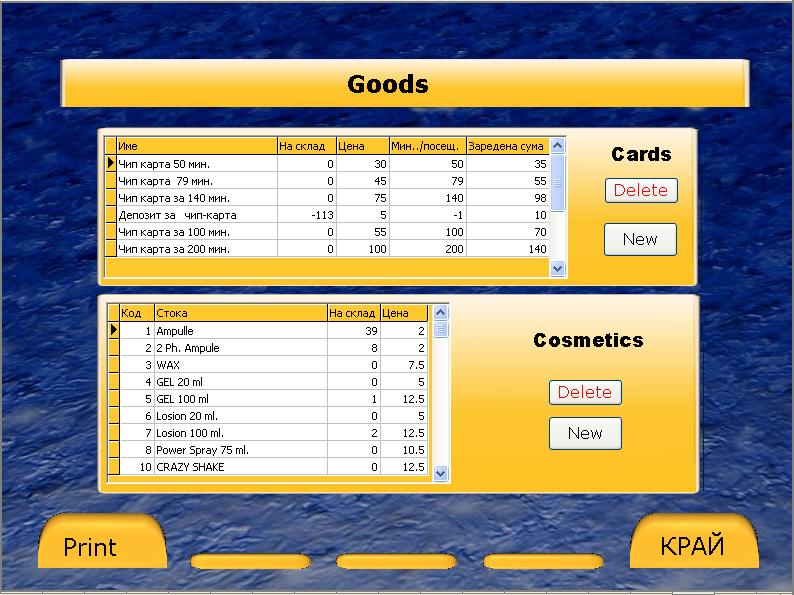 Goods
Име На склад Цена Мин../посещ. Заредена сума
Чип карта 50 мин. 0 30 50 35
Чип карта 79 мин. 0 45 79 55
Чип карта за 140 мин. 0 75 140 98
Депозит за чип-карта -113 5 -1 10
Чип карта за 100 мин. 0 55 100 70
Чип карта за 200 мин. 0 100 200 140
Cards
Delete
New
Код Стока На склад Цена
1 Ampulle 39 2
2 2 Ph. Ampule 8 2
3 WAX 0 7.5
4 GEL 20 ml 0 5
5 GEL 100 ml 1 12.5
6 Losion 20 ml. 0 5
7 Losion 100 ml. 2 12.5
8 Power Spray 75 ml. 0 10.5
10 CRAZY SHAKE 0 12.5
Cosmetics
Delete
New
Print
КРАЙ